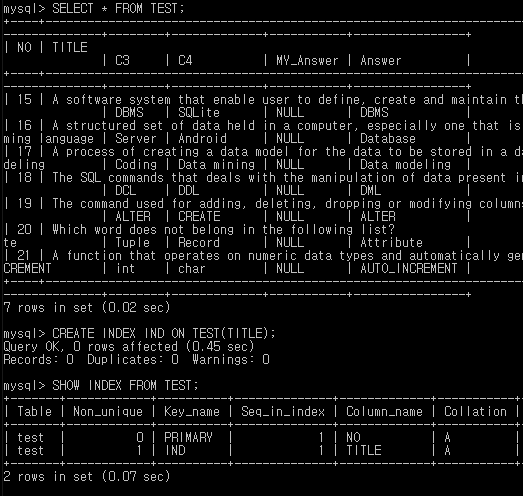 mysql> SELECT * FROM TEST;
+----+--------------------------------------------------------------
---------------+-------------+-----------+----------------+
| NO | TITLE
               | C3          | C4        | MY_Answer | Answer         |
+----+--------------------------------------------------------------
---------------+-------------+-----------+----------------+
| 15 | A software system that enable user to define, create and maintain th
               | DBMS        | SQLite      | NULL      | DBMS           |
| 16 | A structured set of data held in a computer, especially one that is
ming language | Server      | Android     | NULL      | Database       |
| 17 | A process of creating a data model for the data to be stored in a da
deling         | Coding      | Data mining | NULL      | Data modeling  |
| 18 | The SQL commands that deals with the manipulation of data present in
               | DCL         | DDL         | NULL      | DML            |
| 19 | The command used for adding, deleting, dropping or modifying columns
               | ALTER       | CREATE      | NULL      | ALTER          |
| 20 | Which word does not belong in the following list?
te             | Tuple       | Record      | NULL      | Attribute      |
| 21 | A function that operates on numeric data types and automatically gen
CREMENT        | int         | char        | NULL      | AUTO_INCREMENT |
+----+--------------------------------------------------------------
---------------+-------------+-----------+----------------+
7 rows in set (0.02 sec)
mysql> CREATE INDEX IND ON TEST(TITLE);
Query OK, 0 rows affected (0.45 sec)
Records: 0  Duplicates: 0  Warnings: 0
mysql> SHOW INDEX FROM TEST;
+-------+------------+----------+--------------+-------------+-----------+
| Table | Non_unique | Key_name | Seq_in_index | Column_name | Collation |
+-------+------------+----------+--------------+-------------+-----------+
| test  |          0 | PRIMARY  |            1 | NO          | A
| test  |          1 | IND      |            1 | TITLE       | A
+-------+------------+----------+--------------+-------------+-----------+
2 rows in set (0.07 sec)